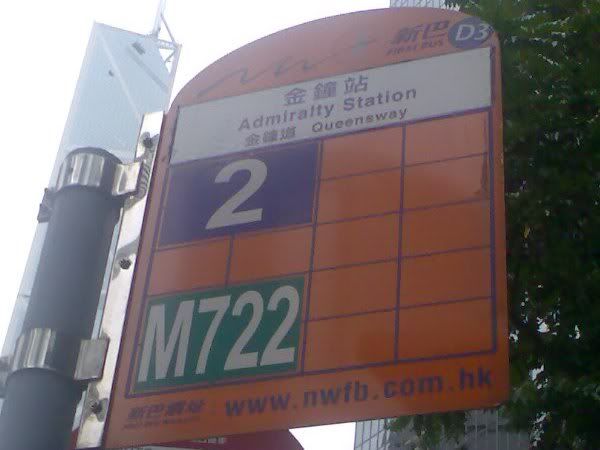 新巴 D3
FIRST BUS
金鐘站
Admiralty Station
金鐘道 Queensway
2
M722
新巴網址: www.nwfb.com.hk